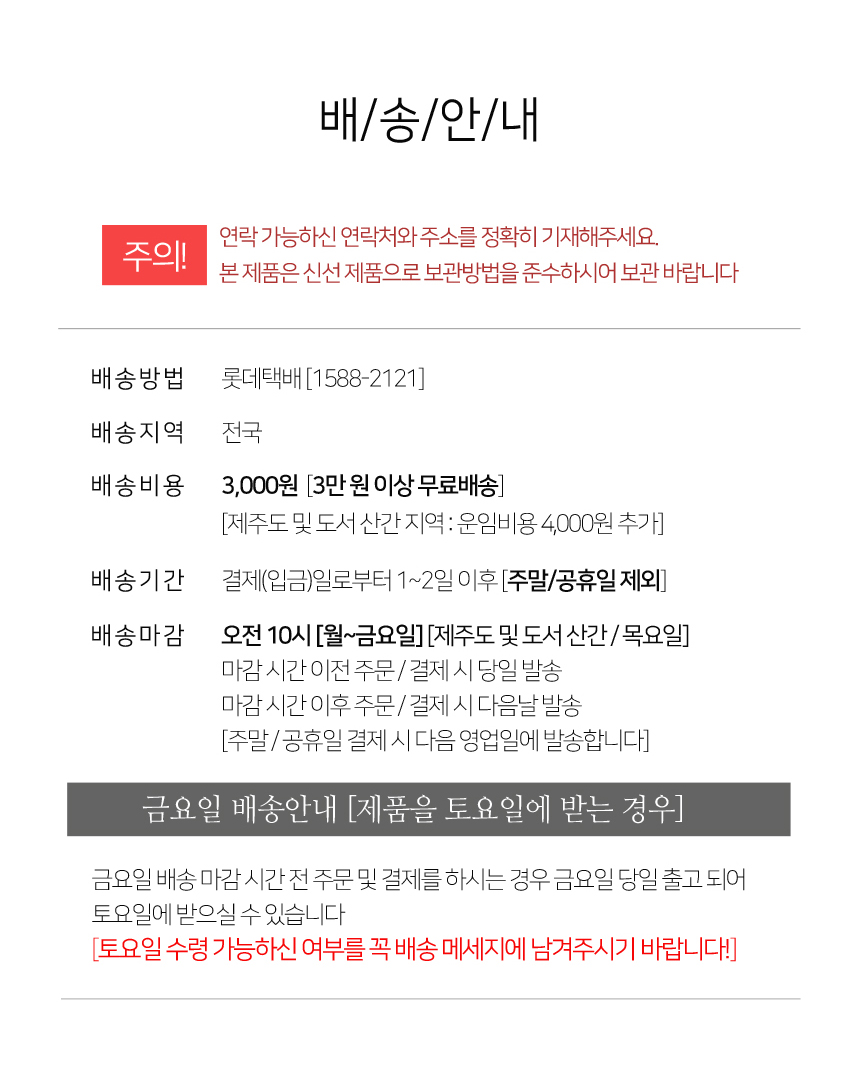 배/송/안/내
주의!
연락 가능하신 연락처와 주소를 정확히 기재해주세요.
본 제품은 신선 제품으로 보관방법을 준수하시어 보관 바랍니다
배송방법 롯데택배 [1588-2121]
배송지역 전국
배송비용 3,000원 [3만 원 이상 무료배송]
[제주도 및 도서 산간 지역 : 운임비용 4,000원 추가]
배송기간 결제(입금)일로부터 1~2일 이후 [주말/공휴일 제외]
배송마감 오전 10시 [월~금요일] [제주도 및 도서 산간 / 목요일]
마감 시간 이전 주문 / 결제 시 당일 발송
마감 시간 이후 주문 / 결제 시 다음날 발송
[주말 / 공휴일 결제 시 다음 영업일에 발송합니다]
금요일 배송안내 [제품을 토요일에 받는 경우]
금요일 배송 마감 시간 전 주문 및 결제를 하시는 경우 금요일 당일 출고 되어
토요일에 받으실 수 있습니다
[토요일 수령 가능하신 여부를 꼭 배송 메세지에 남겨주시기 바랍니다!]